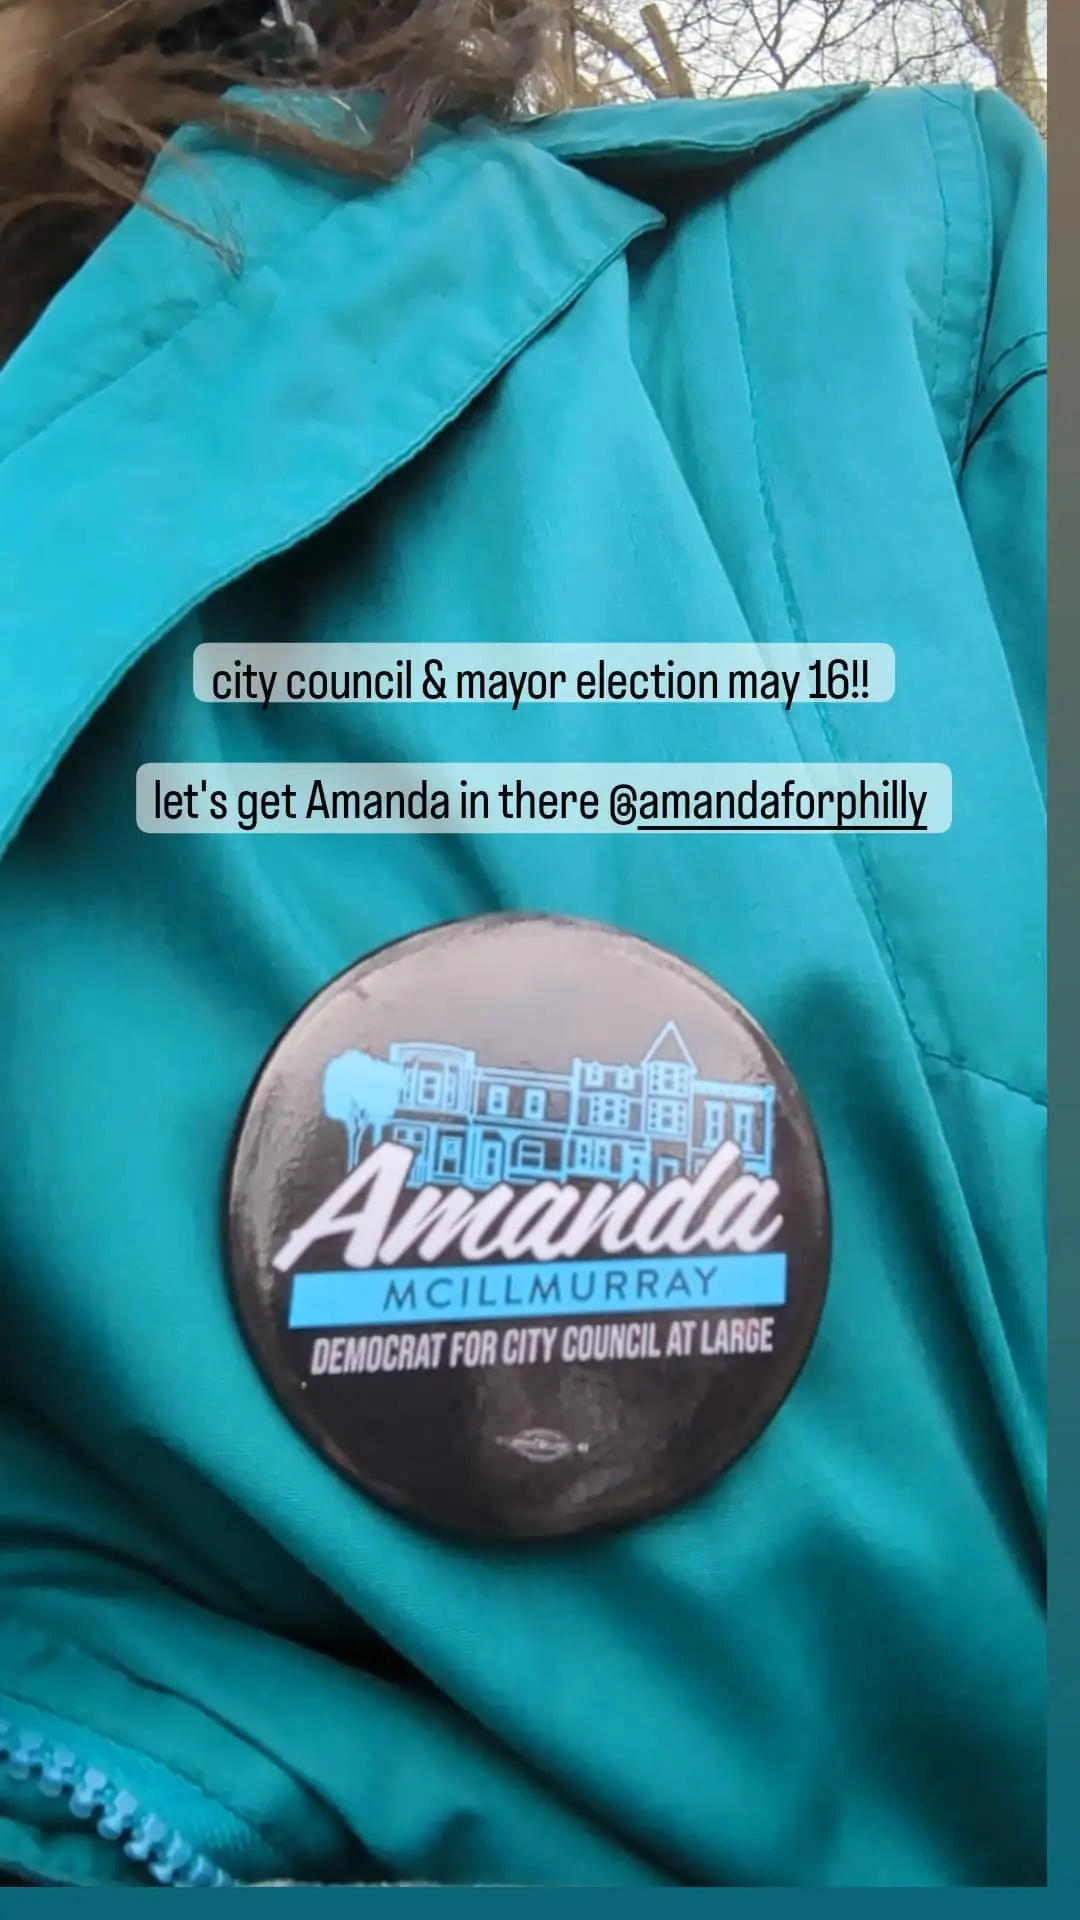 city council & mayor election may 16!!
let's get Amanda in there @amandaforphilly
Amanda
MCILLMURRAY
DEMOCRAT FOR CITY COUNCIL AT LARGE